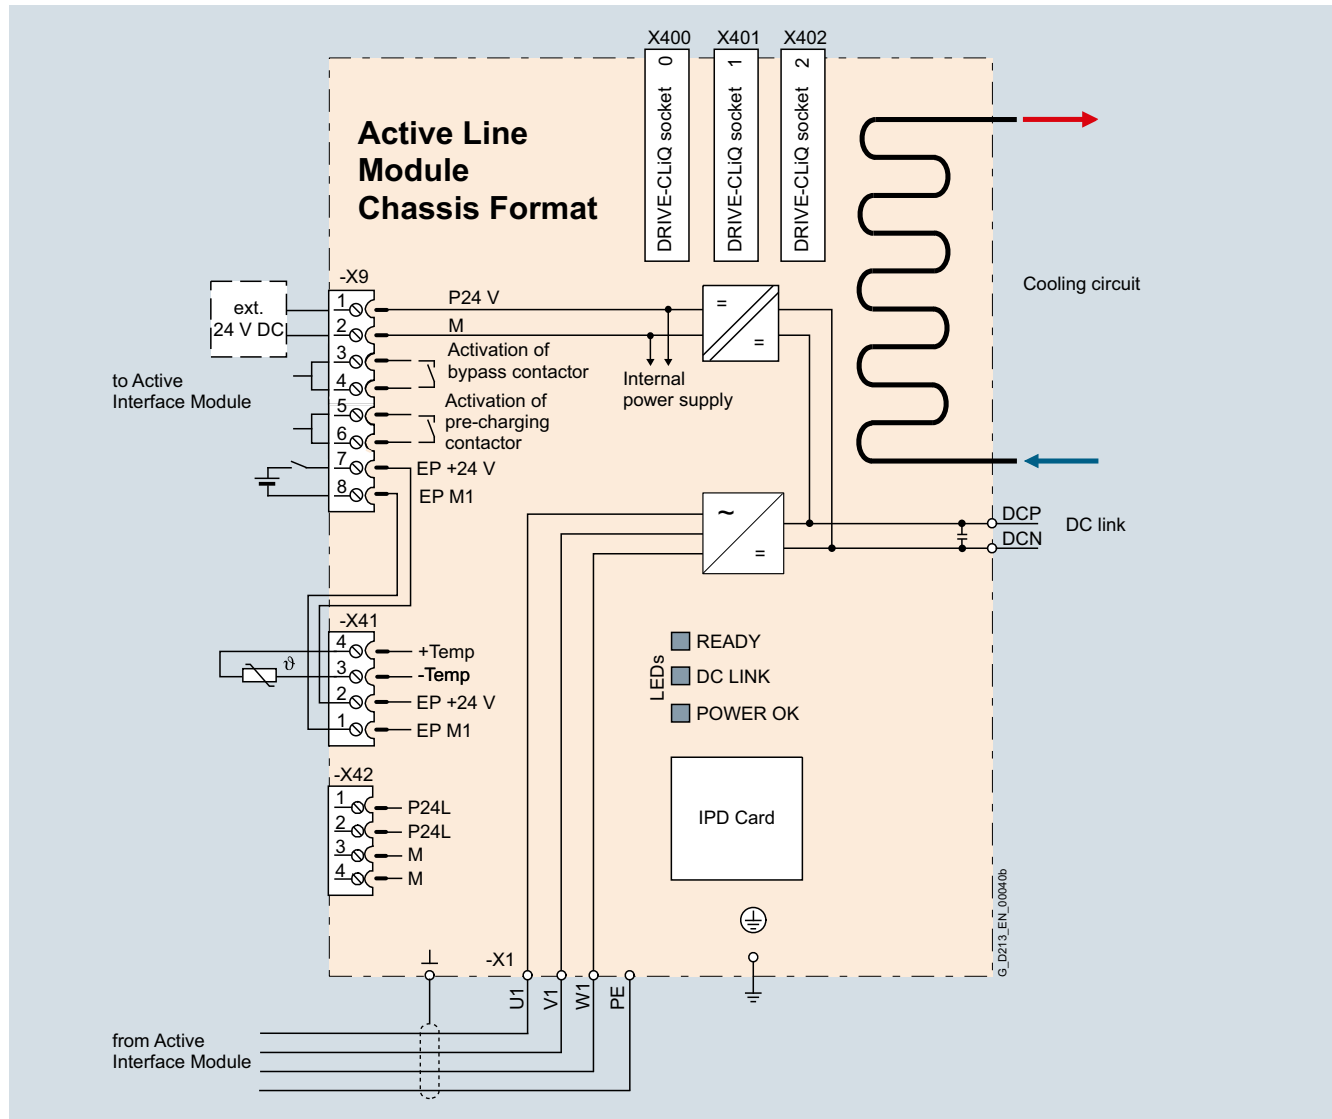 X400 X401 X402
DRIVE-CLiQ socket 0
DRIVE-CLiQ socket 1
DRIVE-CLiQ socket 2
Active Line
Module
Chassis Format
Cooling circuit
-X9
ext.
24 V DC
1 P24 V
2 M
3
4
Activation of
bypass contactor
5
6
Activation of
pre-charging
contactor
7 EP +24 V
8 EP M1
to Active
Interface Module
Internal
power supply
= =
~ =
DCP
DCN
DC link
-X41
4 +Temp
3 -Temp
2 EP +24 V
1 EP M1
ϑ
LEDs
READY
DC LINK
POWER OK
-X42
1 P24L
2 P24L
3 M
4 M
IPD Card
G_D213_EN_00040b
-X1
U1
V1
W1
PE
from Active
Interface Module